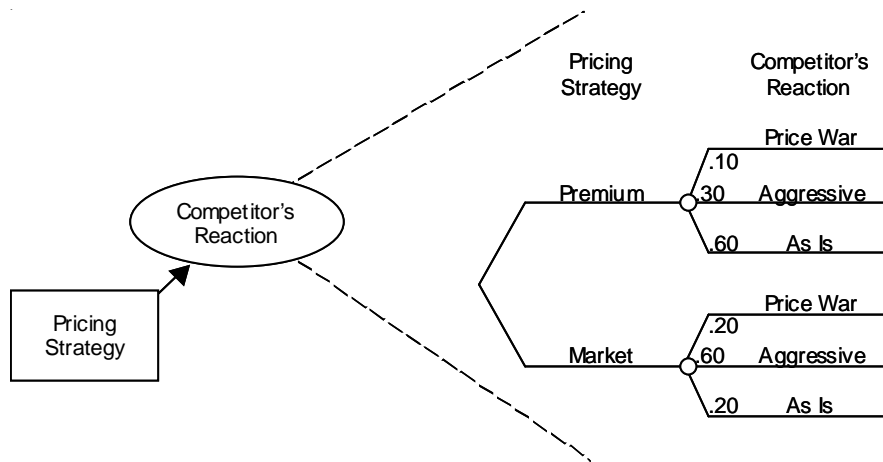 Pricing
Strategy
Competitor's
Reaction
Pricing
Strategy
Competitor's
Reaction
Premium
.10 Price War
.30 Aggressive
.60 As Is
Market
.20 Price War
.60 Aggressive
.20 As Is